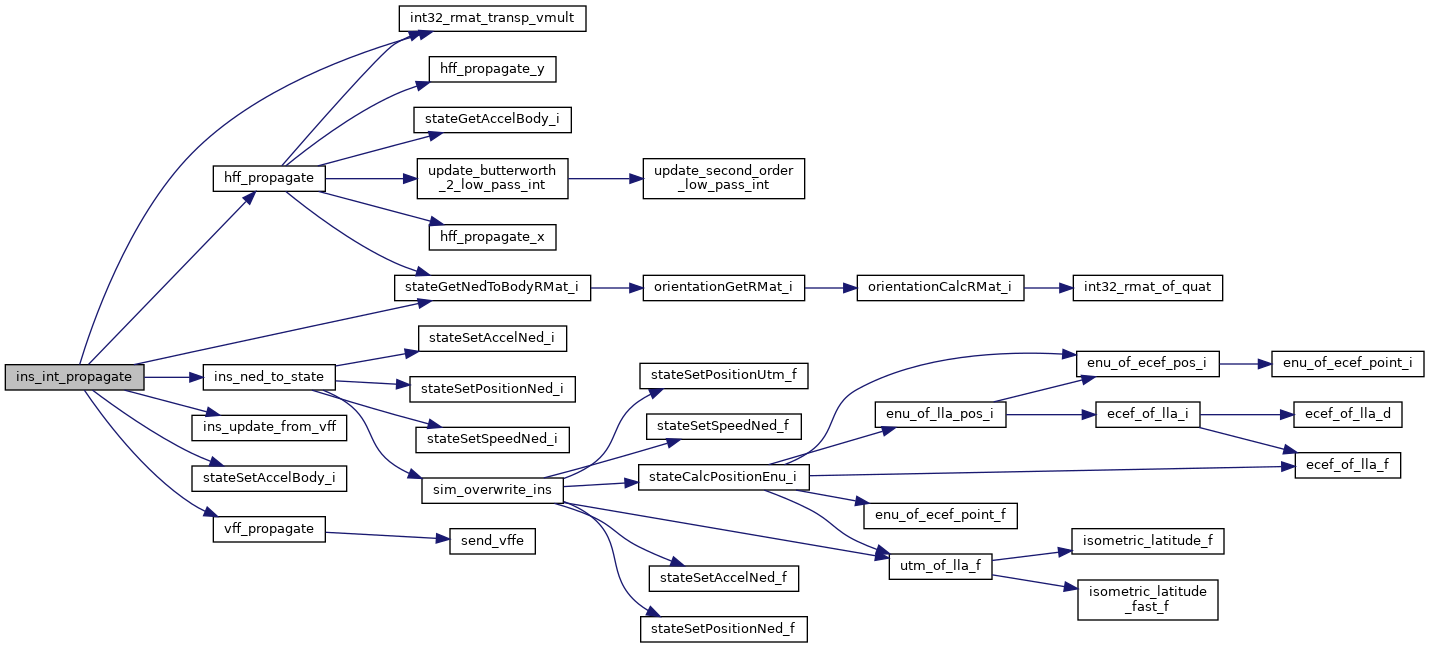 int32_rmat_transp_vmult
hff_propagate_y
stateGetAccelBody_i
hff_propagate
update_butterworth
_2_low_pass_int
update_second_order
_low_pass_int
hff_propagate_x
stateGetNedToBodyRMat_i
orientationGetRMat_i
orientationCalcRMat_i
int32_rmat_of_quat
stateSetAccelNed_i
ins_int_propagate
ins_ned_to_state
stateSetPositionNed_i
stateSetPositionUtm_f
enu_of_ecef_pos_i
enu_of_ecef_point_i
ins_update_from_vff
stateSetSpeedNed_i
stateSetSpeedNed_f
enu_of_lla_pos_i
ecef_of_lla_i
ecef_of_lla_d
stateSetAccelBody_i
sim_overwrite_ins
stateCalcPositionEnu_i
ecef_of_lla_f
enu_of_ecef_point_f
vff_propagate
send_vffe
isometric_latitude_f
utm_of_lla_f
stateSetAccelNed_f
isometric_latitude
_fast_f
stateSetPositionNed_f